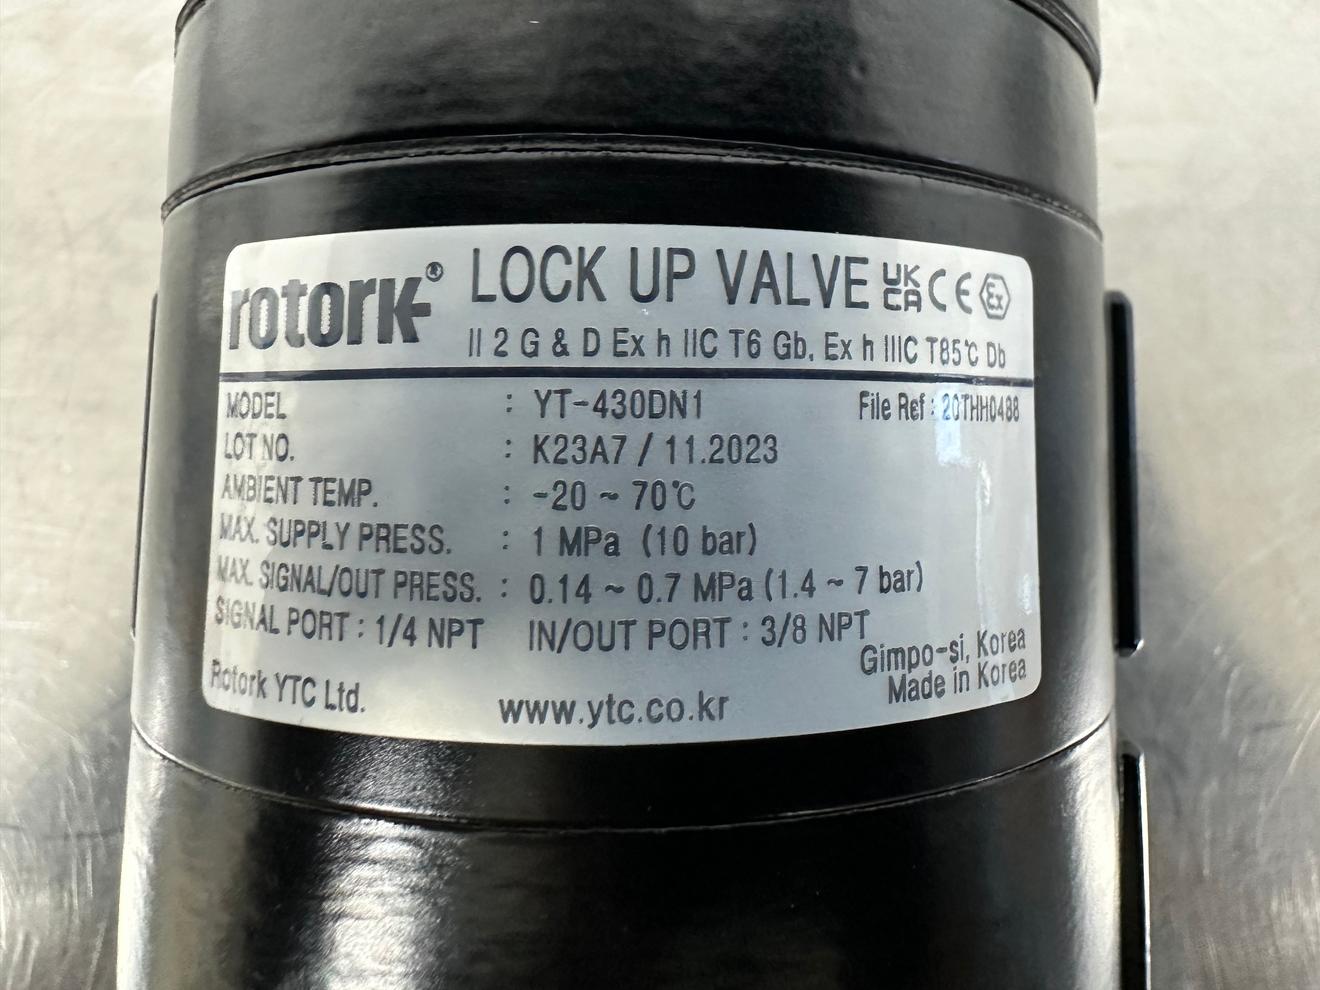 rotork® LOCK UP VALVE UK CA CE Ex
II 2 G & D Ex h IIC T6 Gb, Ex h IIIC T85℃ Db
MODEL : YT-430DN1 File Ref : 20THH0488
LOT NO. : K23A7 / 11.2023
AMBIENT TEMP. : -20 ~ 70℃
MAX. SUPPLY PRESS. : 1 MPa (10 bar)
MAX. SIGNAL/OUT PRESS. : 0.14 ~ 0.7 MPa (1.4 ~ 7 bar)
SIGNAL PORT : 1/4 NPT IN/OUT PORT : 3/8 NPT
Gimpo-si, Korea
Rotork YTC Ltd. www.ytc.co.kr Made in Korea